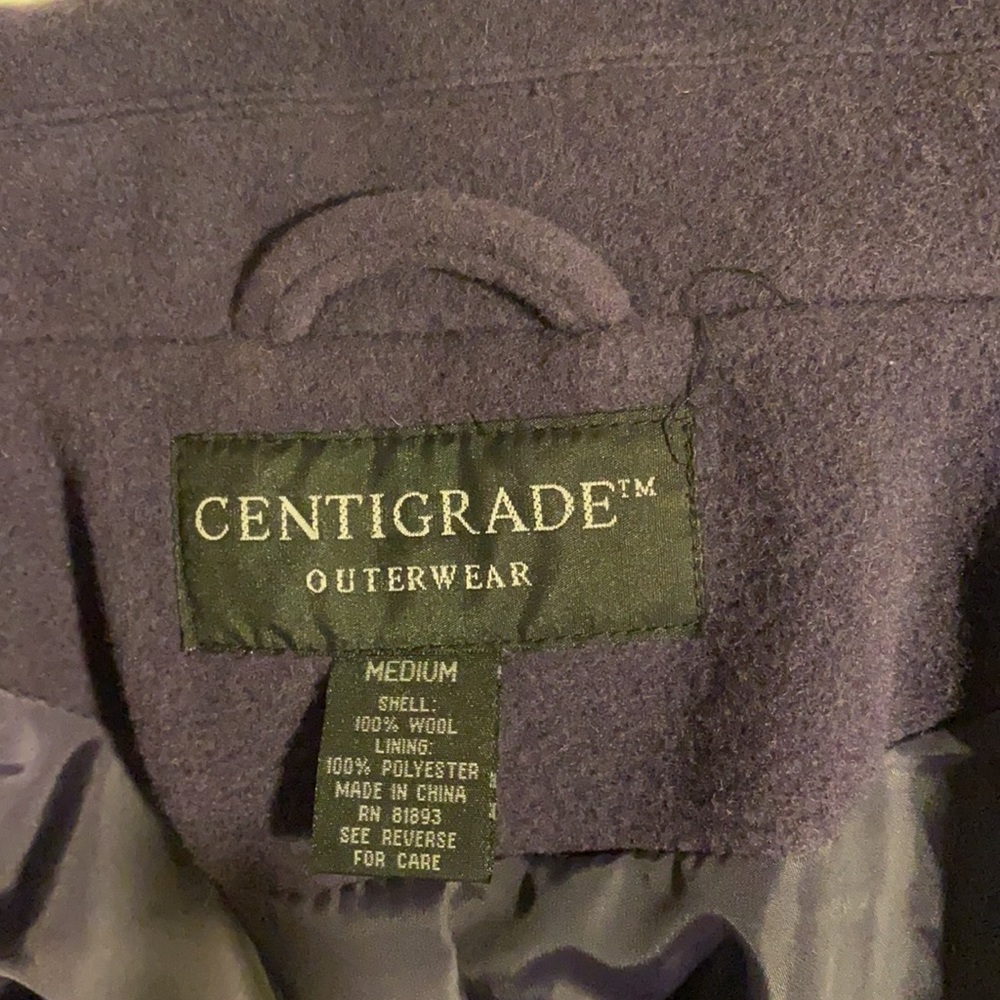 CENTIGRADE™
OUTERWEAR
MEDIUM
SHELL:
100% WOOL
LINING:
100% POLYESTER
MADE IN CHINA
RN 81893
SEE REVERSE
FOR CARE